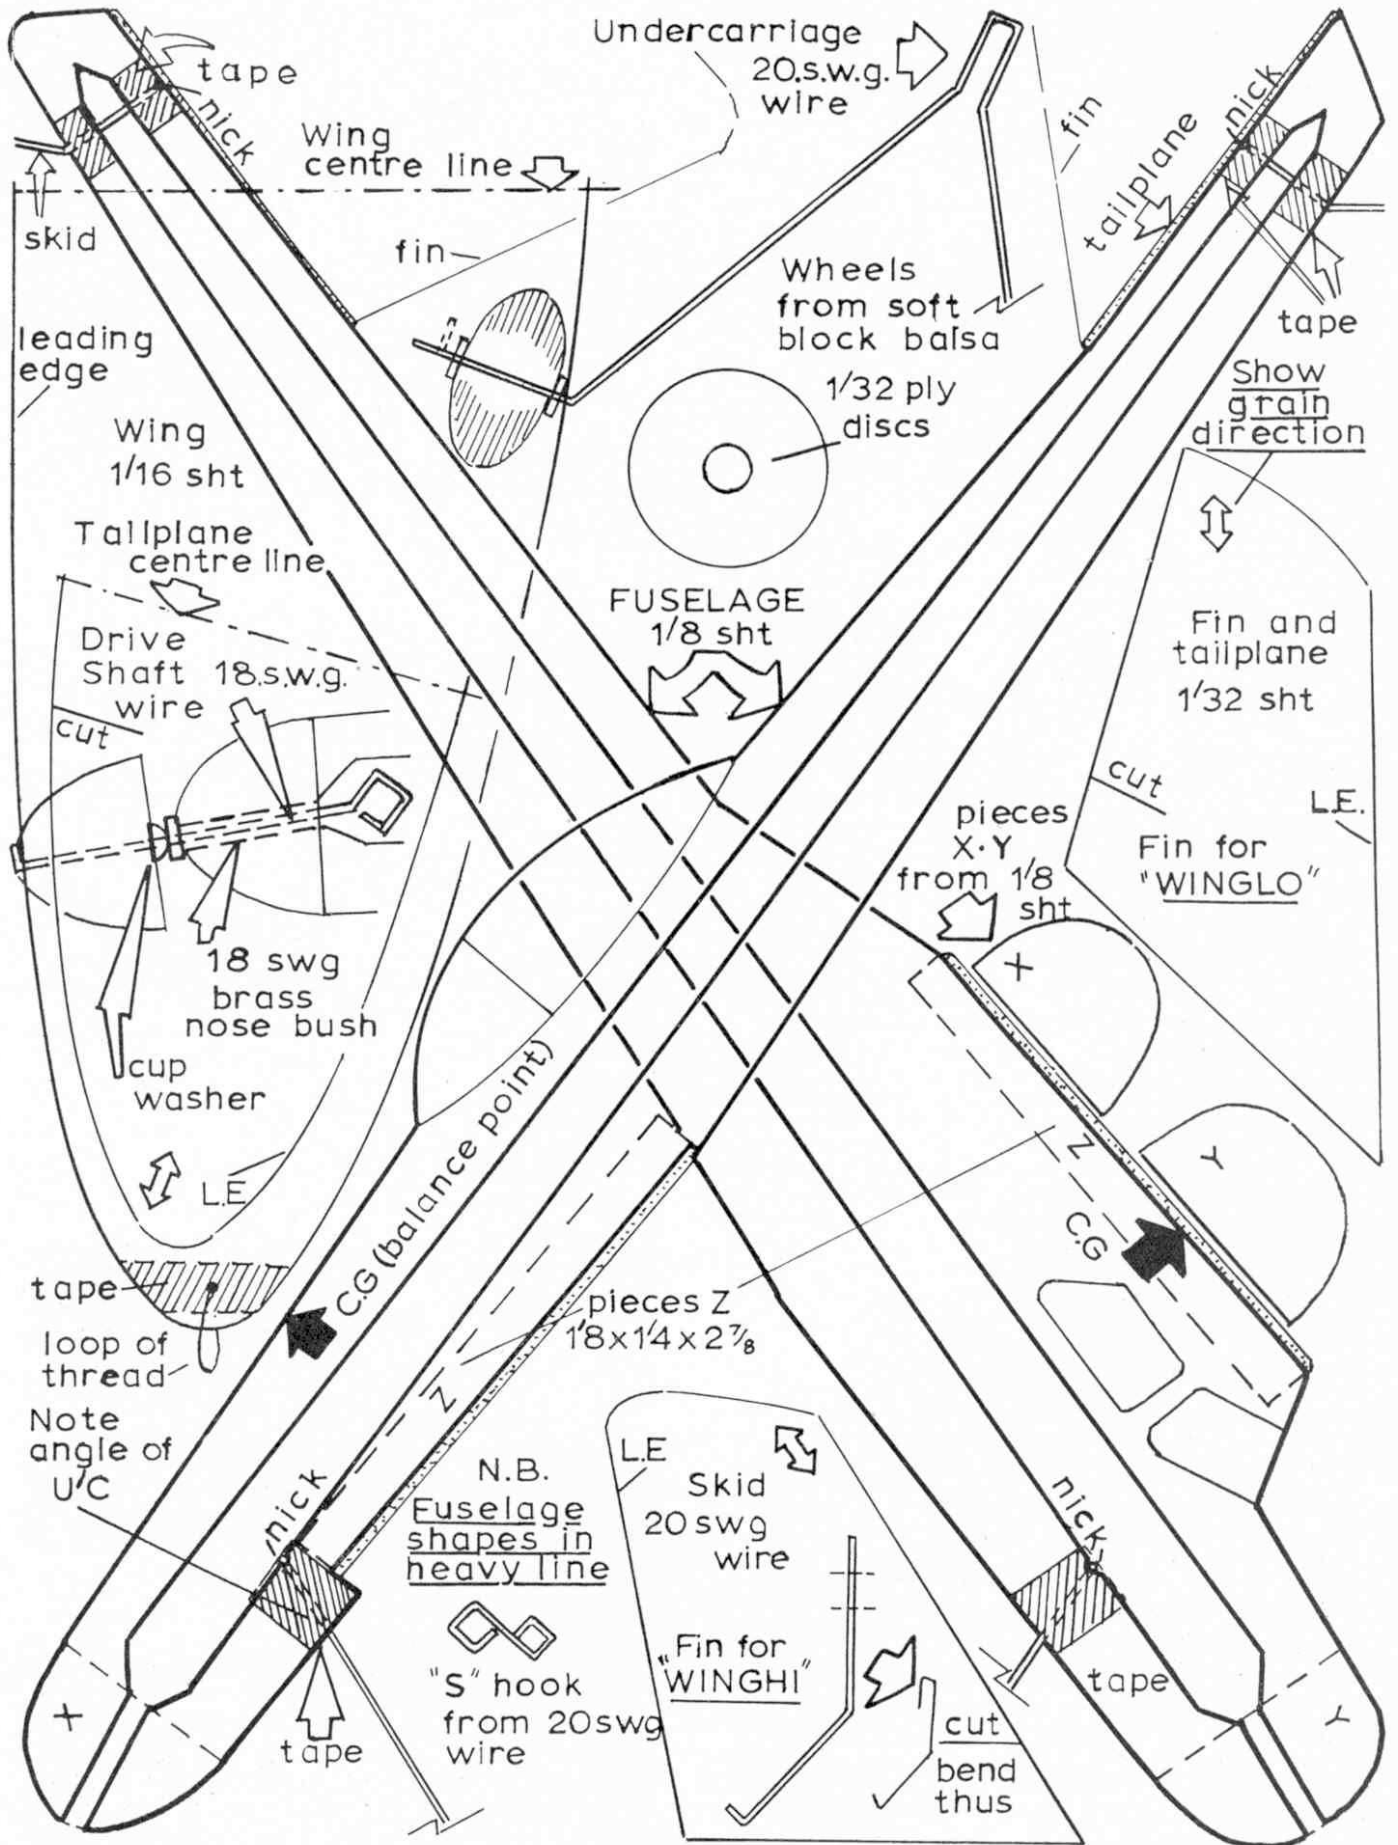 Undercarriage
20.s.w.g.
wire
tape
nick
Wing
centre line
fin
tailplane
nick
skid
fin
Wheels
from soft
block balsa
tape
leading
edge
1/32 ply
discs
Show
grain
direction
Wing
1/16 sht
Tailplane
centre line
FUSELAGE
1/8 sht
Fin and
tailplane
1/32 sht
Drive
Shaft 18.s.w.g.
wire
cut
cut
L.E.
pieces
X·Y
from 1/8
sht
Fin for
"WINGLO"
X
18 swg
brass
nose bush
cup
washer
L.E
C.G (balance point)
Z
Y
C.G
tape
loop of
thread
pieces Z
1/8x1/4x2 7/8
Z
Note
angle of
U/C
nick
N.B.
Fuselage
shapes in
heavy line
L.E
Skid
20 swg
wire
nick
"S" hook
from 20swg
wire
"Fin for
WINGHI"
tape
X
tape
cut
bend
thus
Y